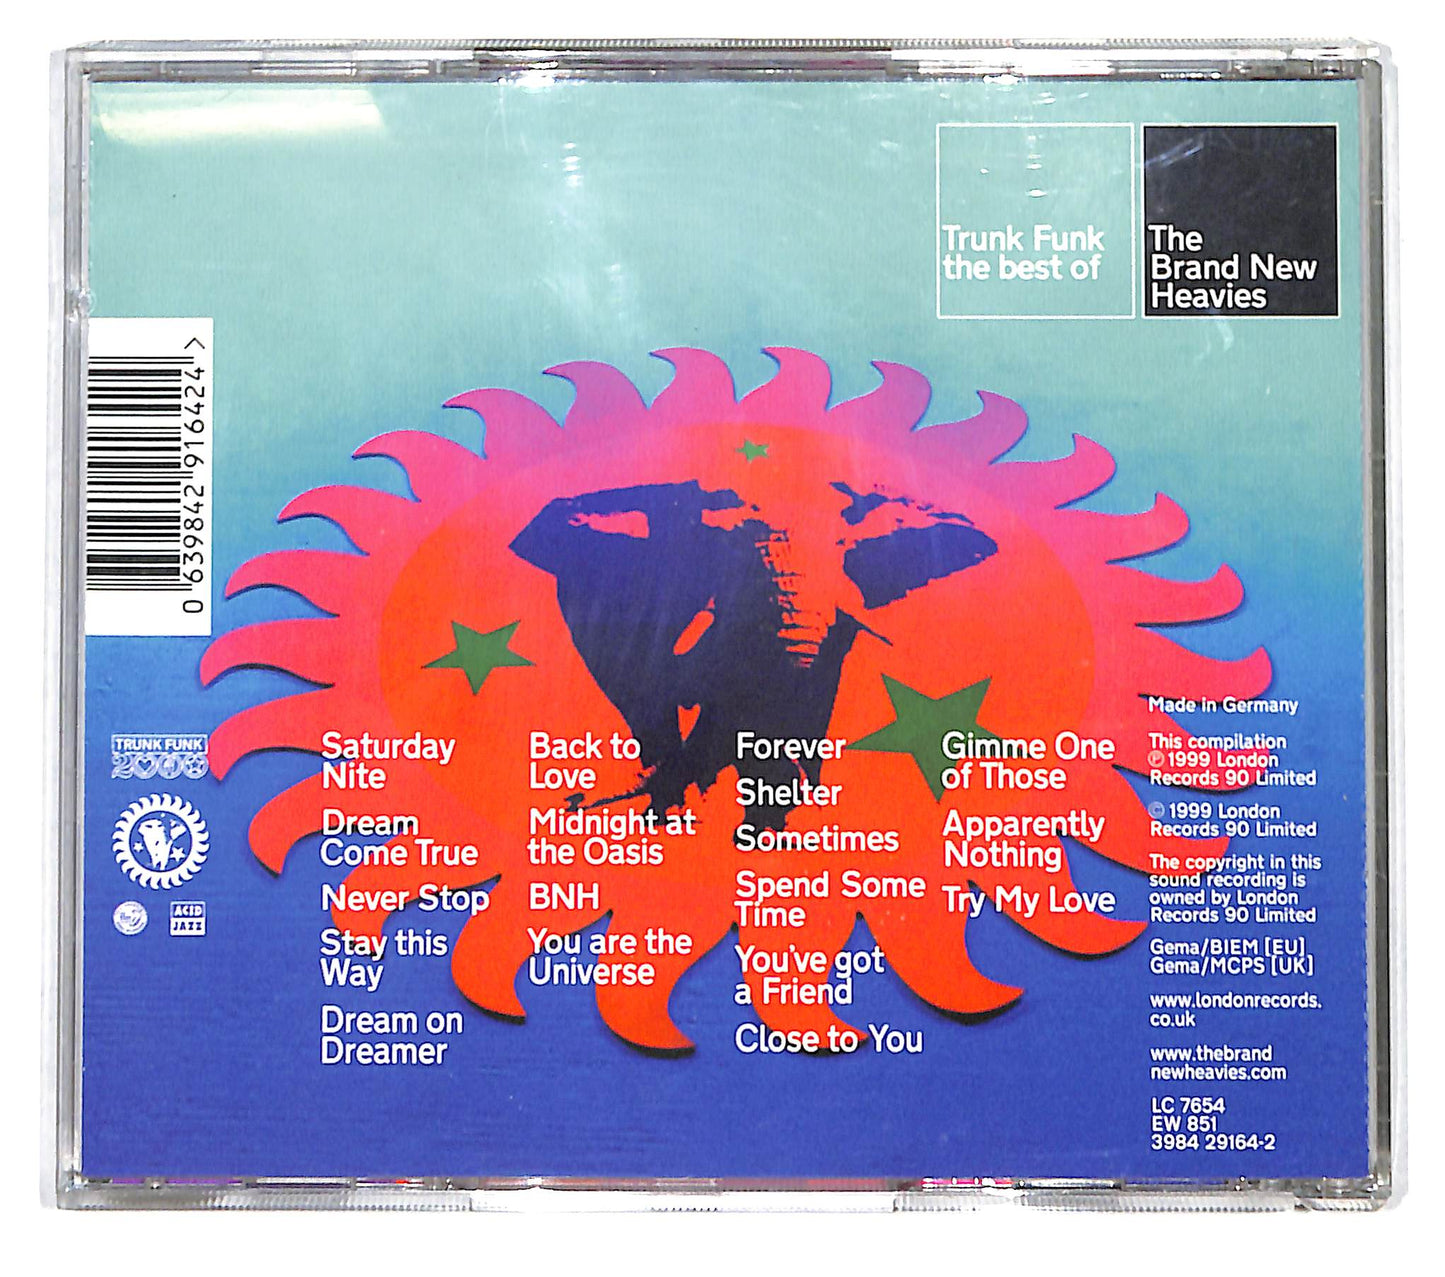 Trunk Funk
the best of
The
Brand New
Heavies
0 639842 916424 >
TRUNK FUNK
ACID
JAZZ
Saturday
Nite
Dream
Come True
Never Stop
Stay this
Way
Dream on
Dreamer
Back to
Love
Midnight at
the Oasis
BNH
You are the
Universe
Forever
Shelter
Sometimes
Spend Some
Time
You've got
a Friend
Close to You
Gimme One
of Those
Apparently
Nothing
Try My Love
Made in Germany
This compilation
℗ 1999 London
Records 90 Limited
© 1999 London
Records 90 Limited
The copyright in this
sound recording is
owned by London
Records 90 Limited
Gema/BIEM [EU]
Gema/MCPS [UK]
www.londonrecords.
co.uk
www.thebrand
newheavies.com
LC 7654
EW 851
3984 29164-2